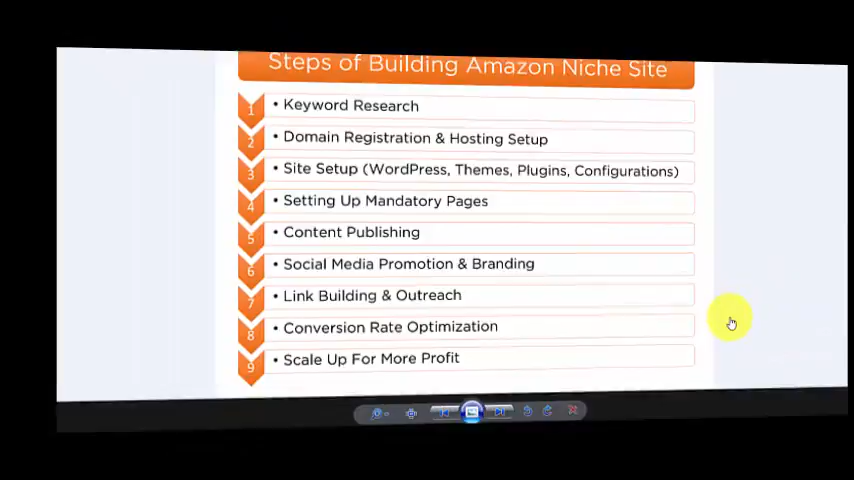 Steps of Building Amazon Niche Site
1 • Keyword Research
2 • Domain Registration & Hosting Setup
3 • Site Setup (WordPress, Themes, Plugins, Configurations)
4 • Setting Up Mandatory Pages
5 • Content Publishing
6 • Social Media Promotion & Branding
7 • Link Building & Outreach
8 • Conversion Rate Optimization
9 • Scale Up For More Profit